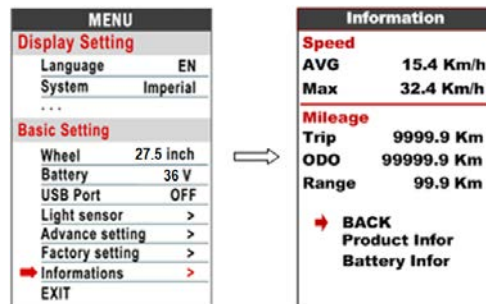 MENU
Display Setting
Language EN
System Imperial
. . .
Basic Setting
Wheel 27.5 inch
Battery 36 V
USB Port OFF
Light sensor >
Advance setting >
Factory setting >
Informations >
EXIT
Information
Speed
AVG 15.4 Km/h
Max 32.4 Km/h
Mileage
Trip 9999.9 Km
ODO 99999.9 Km
Range 99.9 Km
BACK
Product Infor
Battery Infor